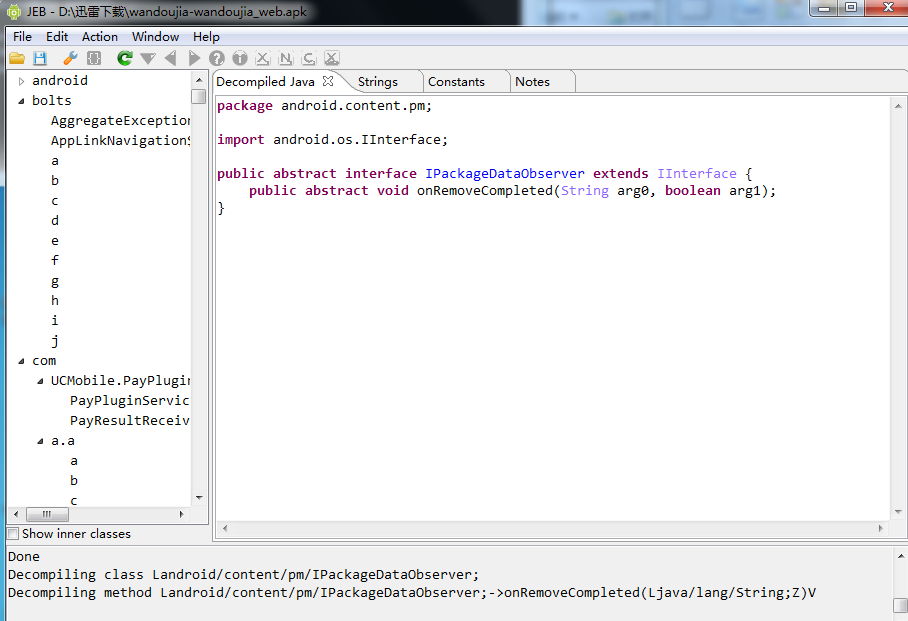 JEB - D:\迅雷下载\wandoujia-wandoujia_web.apk
File Edit Action Window Help
android
bolts
AggregateException
AppLinkNavigationS
a
b
c
d
e
f
g
h
i
j
com
UCMobile.PayPlugin
PayPluginServic
PayResultReceiv
a.a
a
b
c
Show inner classes
Decompiled Java Strings Constants Notes
package android.content.pm;
import android.os.IInterface;
public abstract interface IPackageDataObserver extends IInterface {
    public abstract void onRemoveCompleted(String arg0, boolean arg1);
}
Done
Decompiling class Landroid/content/pm/IPackageDataObserver;
Decompiling method Landroid/content/pm/IPackageDataObserver;->onRemoveCompleted(Ljava/lang/String;Z)V